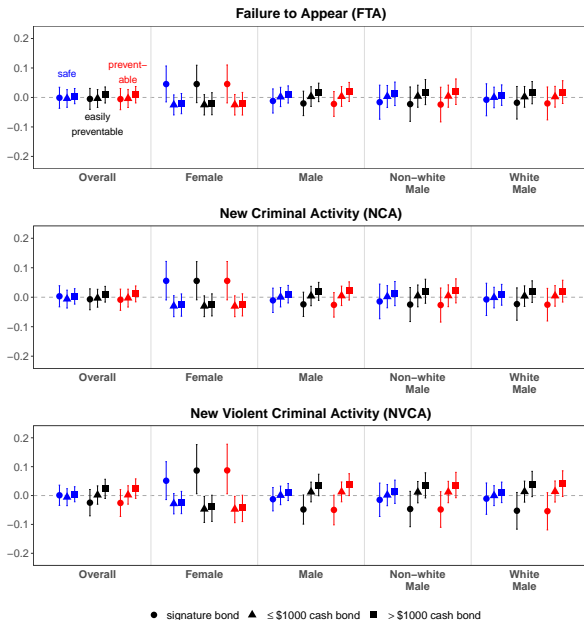 Failure to Appear (FTA)
0.2
0.1
0.0
−0.1
−0.2
safe
prevent−
able
easily
preventable
Overall
Female
Male
Non−white
Male
White
Male
New Criminal Activity (NCA)
0.2
0.1
0.0
−0.1
−0.2
Overall
Female
Male
Non−white
Male
White
Male
New Violent Criminal Activity (NVCA)
0.2
0.1
0.0
−0.1
−0.2
Overall
Female
Male
Non−white
Male
White
Male
signature bond
≤ $1000 cash bond
> $1000 cash bond